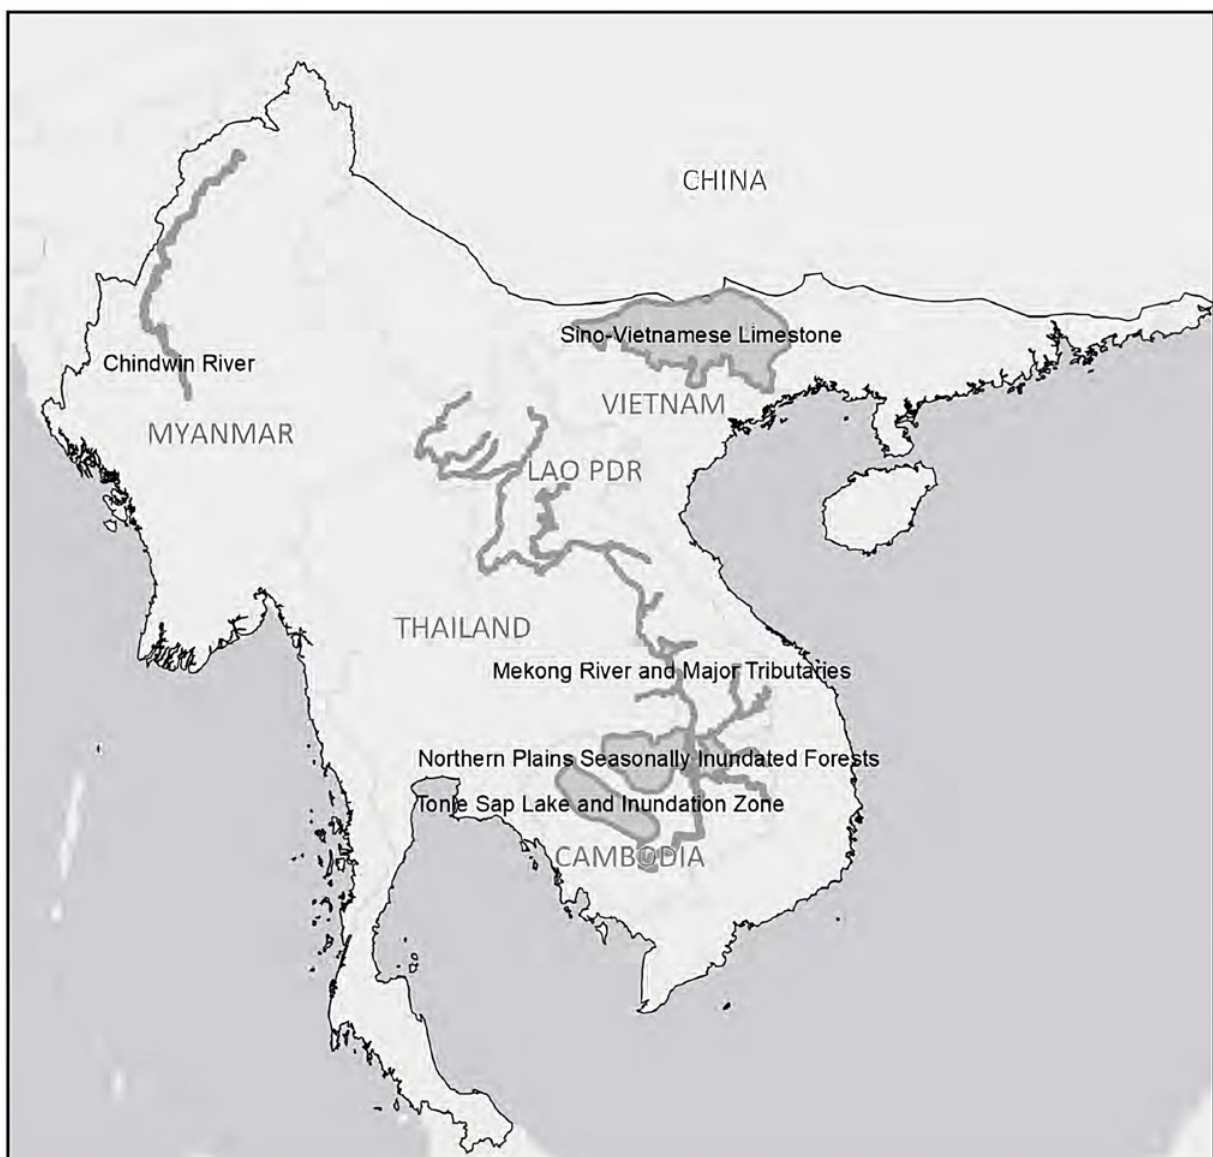 CHINA
Sino-Vietnamese Limestone
Chindwin River
VIETNAM
MYANMAR
LAO PDR
THAILAND
Mekong River and Major Tributaries
Northern Plains Seasonally Inundated Forests
Tonle Sap Lake and Inundation Zone
CAMBODIA